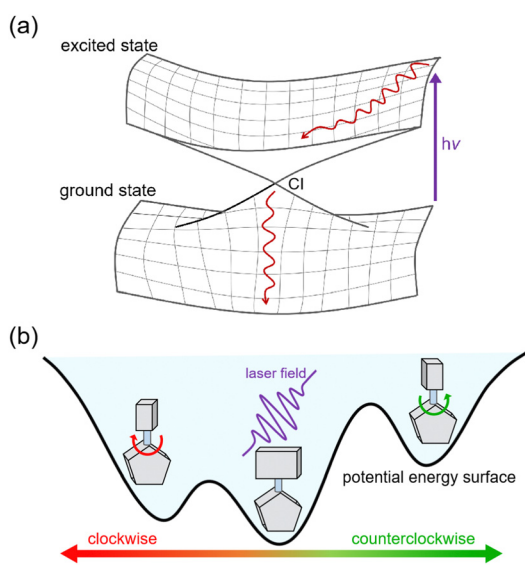 (a)
excited state
hν
CI
ground state
(b)
laser field
potential energy surface
clockwise
counterclockwise